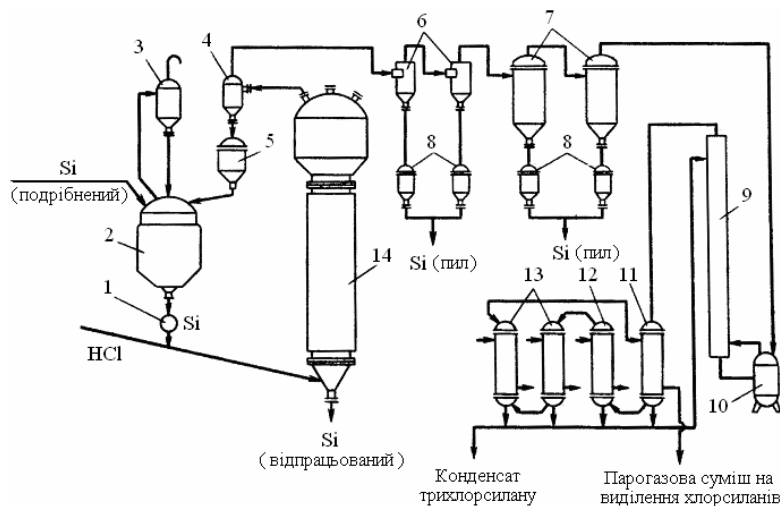 3
4
6
7
Si
(подрібнений)
5
8
8
2
Si (пил)
Si (пил)
9
14
1
Si
13
12
11
HCl
10
Si
(відпрацьований)
Конденсат
трихлорсилану
Парогазова суміш на
виділення хлорсиланів